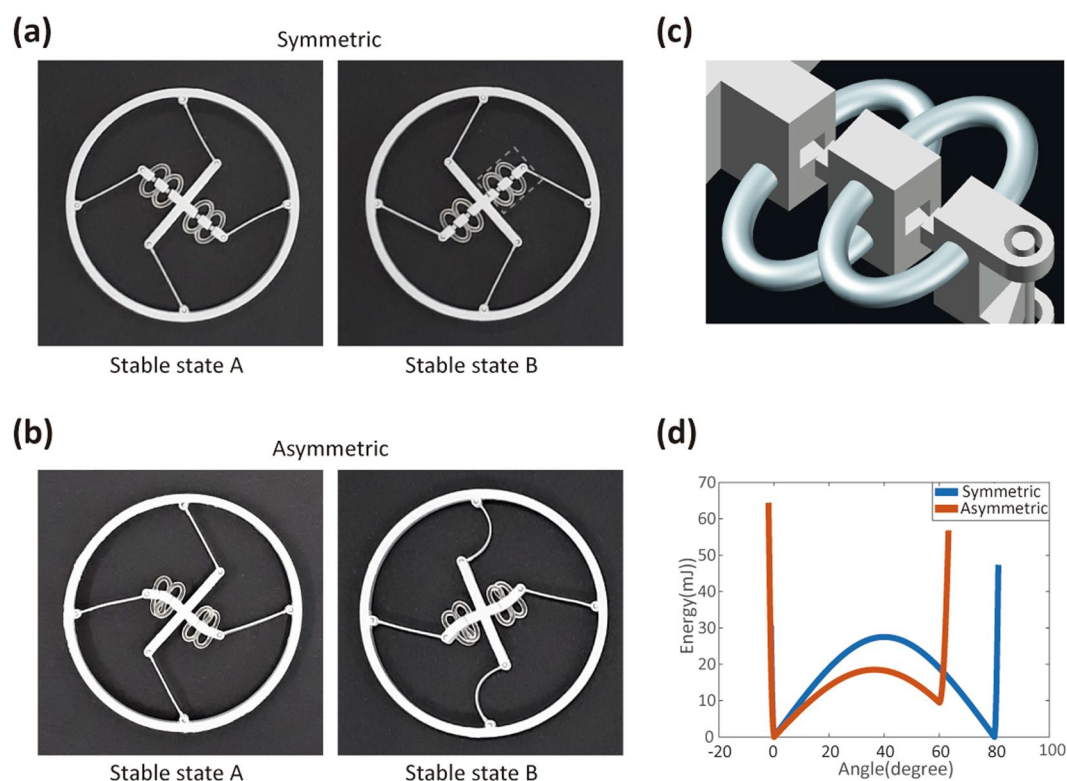 (a)
Symmetric
Stable state A
Stable state B
(b)
Asymmetric
Stable state A
Stable state B
(c)
(d)
70
60
50
40
30
20
10
0
-20
0
20
40
60
80
100
Energy(mJ))
Angle(degree)
Symmetric
Asymmetric